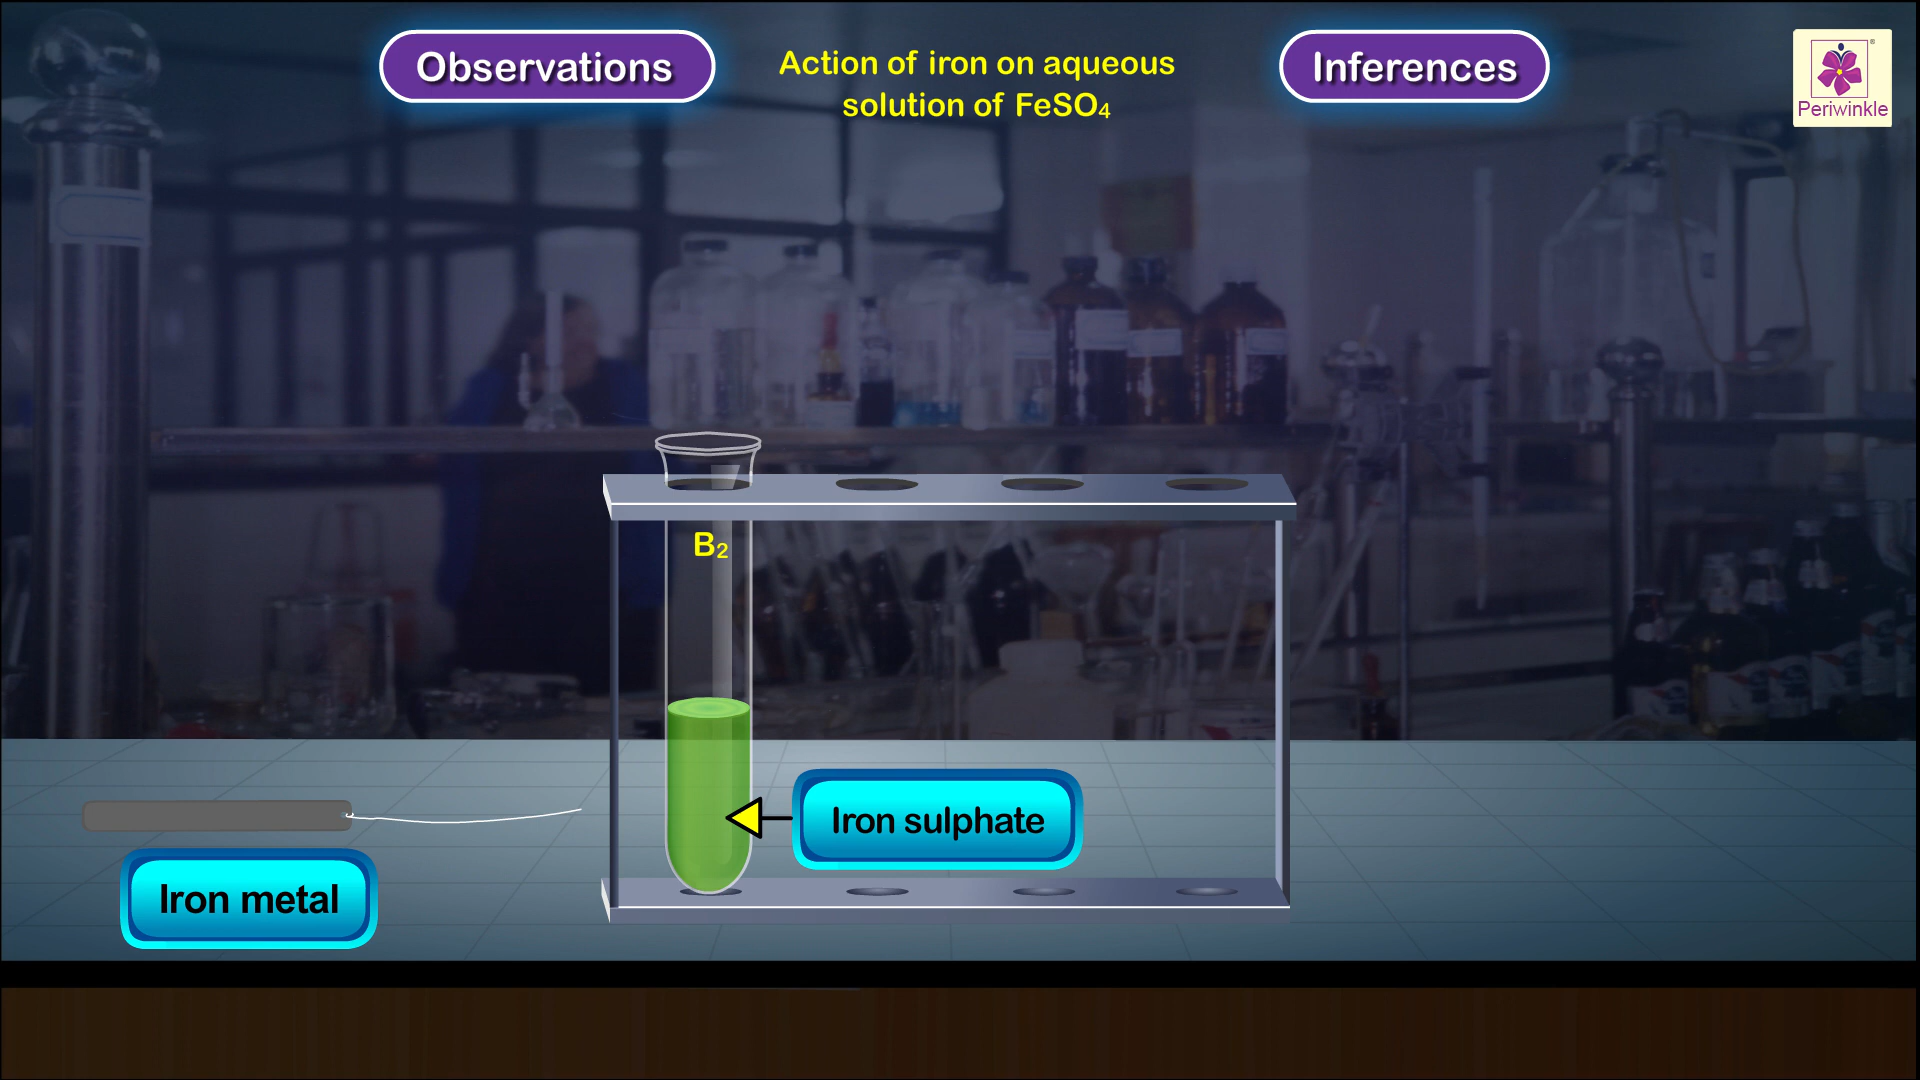 Observations
Action of iron on aqueous
solution of FeSO₄
Inferences
Periwinkle
B₂
Iron sulphate
Iron metal